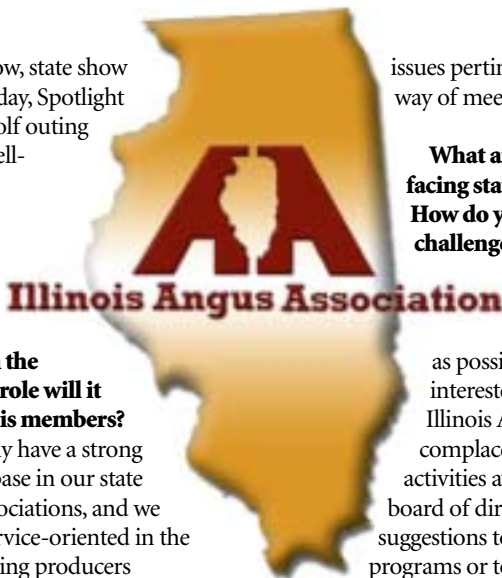 ow, state show
day, Spotlight
olf outing
ell-
Illinois Angus Association
n the
role will it
is members?
ly have a strong
base in our state
ociations, and we
rvice-oriented in the
ing producers
issues pertin
way of mee
What a
facing sta
How do y
challeng
as possi
interest
Illinois A
complac
activities a
board of dir
suggestions t
programs or t